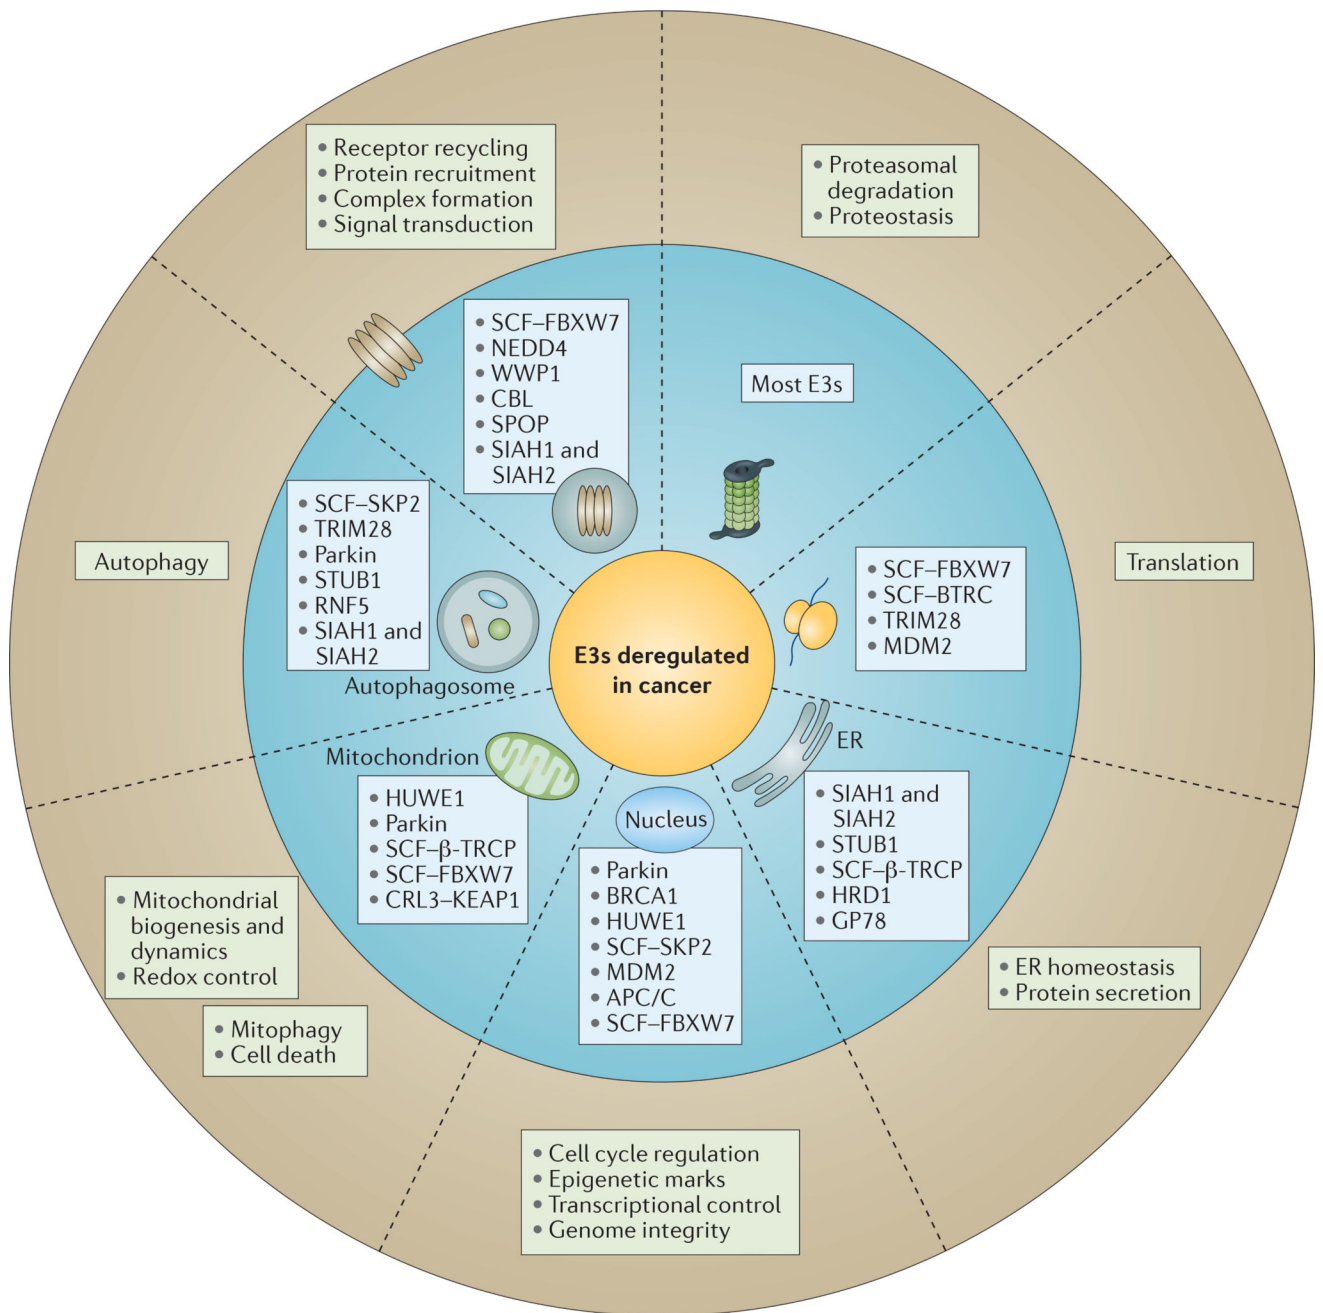 • Receptor recycling
• Protein recruitment
• Complex formation
• Signal transduction
• Proteasomal
degradation
• Proteostasis
• SCF–FBXW7
• NEDD4
• WWP1
• CBL
• SPOP
• SIAH1 and
SIAH2
Most E3s
Autophagy
• SCF–SKP2
• TRIM28
• Parkin
• STUB1
• RNF5
• SIAH1 and
SIAH2
Autophagosome
• SCF–FBXW7
• SCF–BTRC
• TRIM28
• MDM2
Translation
E3s deregulated
in cancer
Mitochondrion
• HUWE1
• Parkin
• SCF–β-TRCP
• SCF–FBXW7
• CRL3–KEAP1
Nucleus
• Parkin
• BRCA1
• HUWE1
• SCF–SKP2
• MDM2
• APC/C
• SCF–FBXW7
ER
• SIAH1 and
SIAH2
• STUB1
• SCF–β-TRCP
• HRD1
• GP78
• Mitochondrial
biogenesis and
dynamics
• Redox control
• Mitophagy
• Cell death
• ER homeostasis
• Protein secretion
• Cell cycle regulation
• Epigenetic marks
• Transcriptional control
• Genome integrity